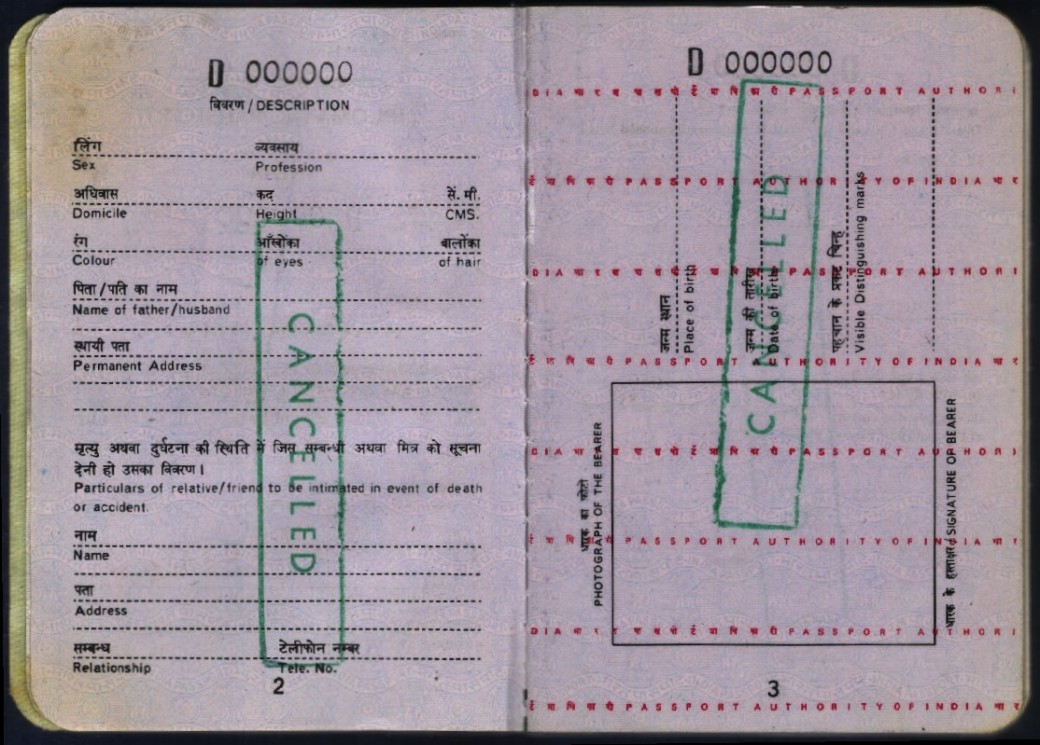 D 000000
विवरण / DESCRIPTION
लिंग व्यवसाय
Sex Profession
अधिवास कद सें. मी.
Domicile Height CMS.
रंग आँखोंका बालोंका
Colour of eyes of hair
पिता/पति का नाम
Name of father/husband
स्थायी पता
Permanent Address
मृत्यु अथवा दुर्घटना की स्थिति में जिस सम्बन्धी अथवा मित्र को सूचना
देनी हो उसका विवरण।
Particulars of relative/friend to be intimated in event of death
or accident.
नाम
Name
पता
Address
सम्बन्ध टेलीफोन नम्बर
Relationship Tele. No.
2
CANCELLED
D 000000
जन्म स्थान
Place of birth
जन्म की तारीख
Date of birth
पहचान के प्रकट चिन्ह
Visible Distinguishing marks
CANCELLED
धारक का फोटो
PHOTOGRAPH OF THE BEARER
धारक के हस्ताक्षर/SIGNATURE OF BEARER
PASSPORT AUTHORITY OF INDIA
3